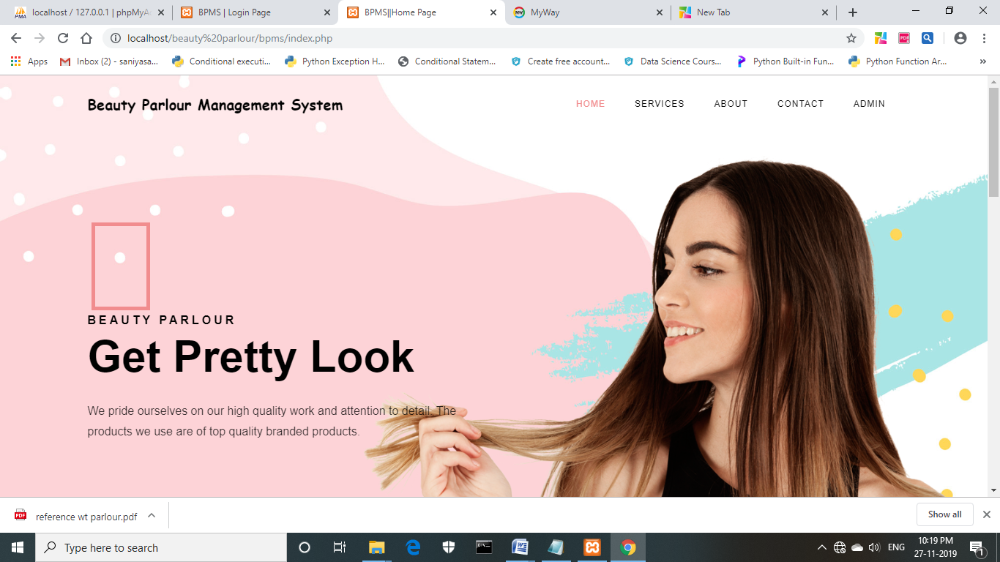 localhost / 127.0.0.1 | phpMyA
BPMS | Login Page
BPMS||Home Page
MyWay
New Tab
localhost/beauty%20parlour/bpms/index.php
Apps
Inbox (2) - saniyasa...
Conditional executi...
Python Exception H...
Conditional Statem...
Create free account...
Data Science Cours...
Python Built-in Fun...
Python Function Ar...
»
Beauty Parlour Management System
HOME
SERVICES
ABOUT
CONTACT
ADMIN
BEAUTY PARLOUR
Get Pretty Look
We pride ourselves on our high quality work and attention to detail. The
products we use are of top quality branded products.
reference wt parlour.pdf
Show all
Type here to search
ENG
10:19 PM
27-11-2019
1